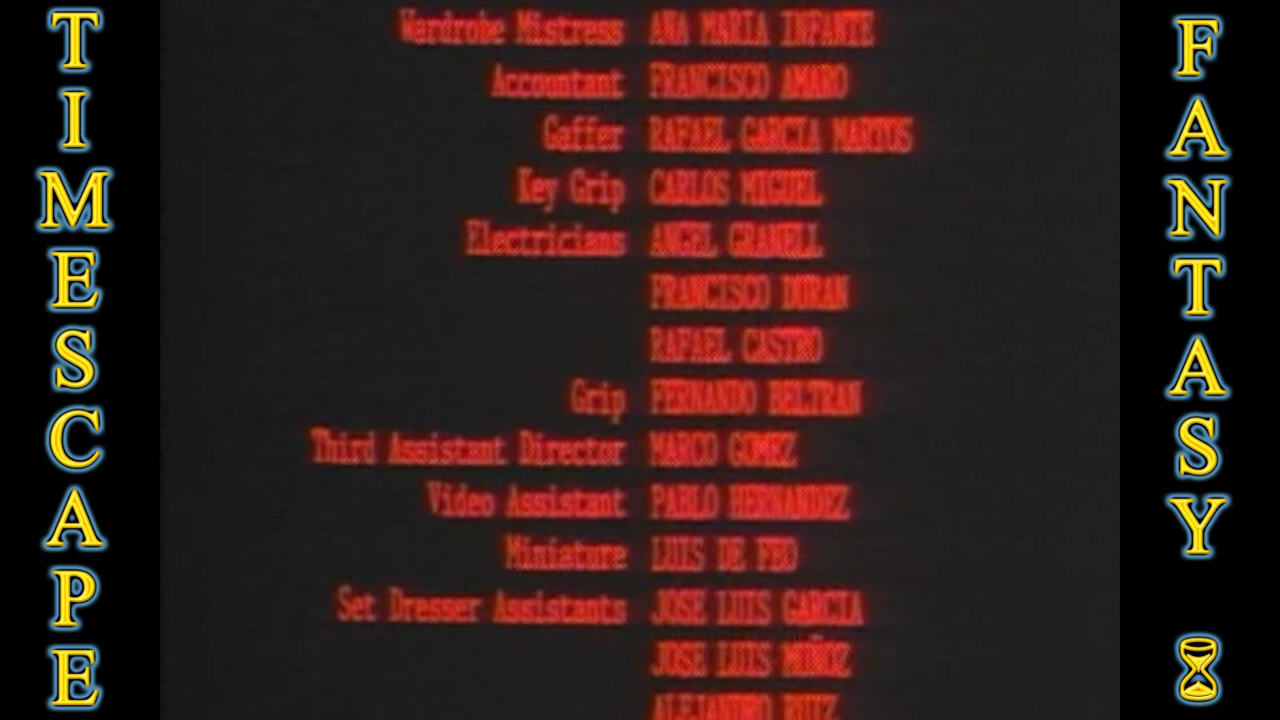 TIMESCAPE
Wardrobe Mistress ANA MARIA INFANTE
Accountant FRANCISCO AMARO
Gaffer RAFAEL GARCIA MARTOS
Key Grip CARLOS MIGUEL
Electricians ANGEL GRANELL
FRANCISCO DURAN
RAFAEL CASTRO
Grip FERNANDO BELTRAN
Third Assistant Director MARCO GOMEZ
Video Assistant PABLO HERNANDEZ
Miniature LUIS DE FEO
Set Dresser Assistants JOSE LUIS GARCIA
JOSE LUIS MUÑOZ
ALEJANDRO RUIZ
FANTASY